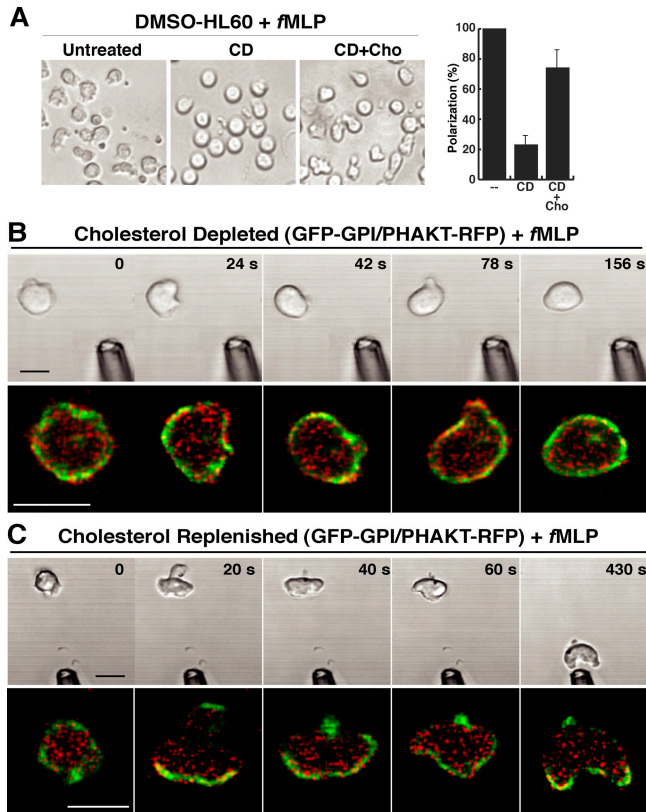 A
DMSO-HL60 + fMLP
Untreated CD CD+Cho
Polarization (%)
100
80
60
40
20
0
-- CD CD
+
Cho
B
Cholesterol Depleted (GFP-GPI/PHAKT-RFP) + fMLP
0 24 s 42 s 78 s 156 s
C
Cholesterol Replenished (GFP-GPI/PHAKT-RFP) + fMLP
0 20 s 40 s 60 s 430 s